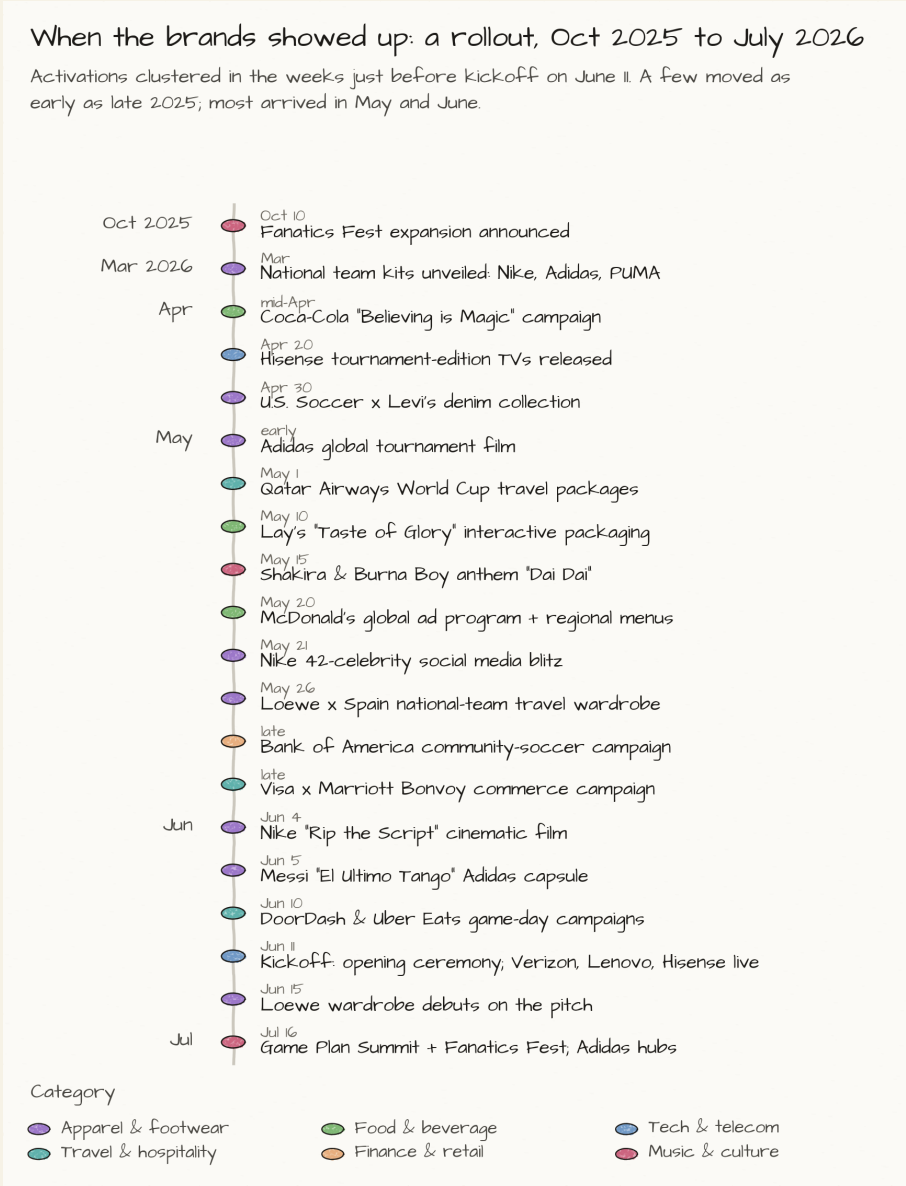 When the brands showed up: a rollout, Oct 2025 to July 2026
Activations clustered in the weeks just before kickoff on June 11. A few moved as
early as late 2025; most arrived in May and June.
Oct 2025
Oct 10
Fanatics Fest expansion announced
Mar 2026
Mar
National team kits unveiled: Nike, Adidas, PUMA
Apr
mid-Apr
Coca-Cola "Believing is Magic" campaign
Apr 20
Hisense tournament-edition TVs released
Apr 30
U.S. Soccer x Levi's denim collection
May
early
Adidas global tournament film
May 1
Qatar Airways World Cup travel packages
May 10
Lay's "Taste of Glory" interactive packaging
May 15
Shakira & Burna Boy anthem "Dai Dai"
May 20
McDonald's global ad program + regional menus
May 21
Nike 42-celebrity social media blitz
May 26
Loewe x Spain national-team travel wardrobe
late
Bank of America community-soccer campaign
late
Visa x Marriott Bonvoy commerce campaign
Jun
Jun 4
Nike "Rip the Script" cinematic film
Jun 5
Messi "El Ultimo Tango" Adidas capsule
Jun 10
DoorDash & Uber Eats game-day campaigns
Jun 11
Kickoff: opening ceremony; Verizon, Lenovo, Hisense live
Jun 15
Loewe wardrobe debuts on the pitch
Jul
Jul 16
Game Plan Summit + Fanatics Fest; Adidas hubs
Category
Apparel & footwear
Food & beverage
Tech & telecom
Travel & hospitality
Finance & retail
Music & culture